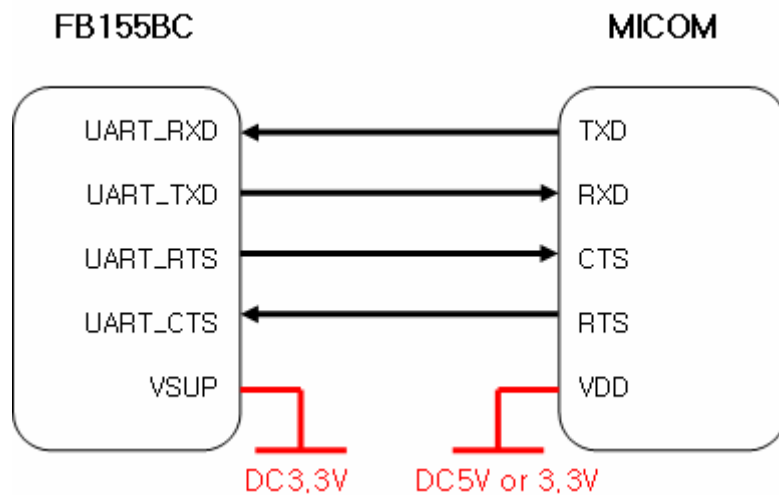 FB155BC
MICOM
UART_RXD
TXD
UART_TXD
RXD
UART_RTS
CTS
UART_CTS
RTS
VSUP
VDD
DC3,3V
DC5V or 3,3V